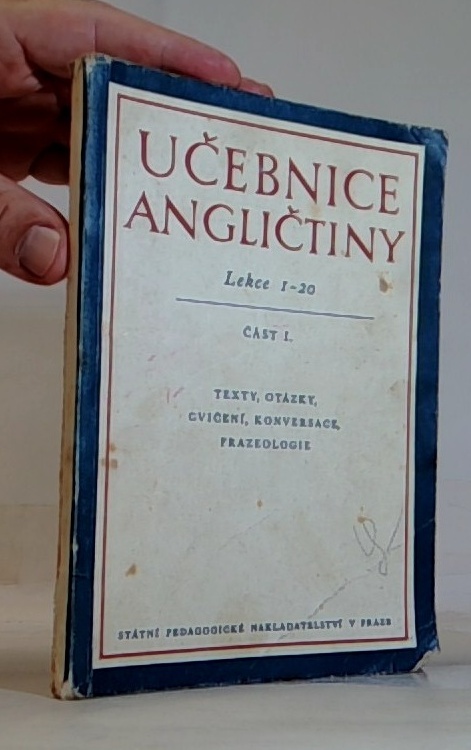 UČEBNICE
ANGLIČTINY
Lekce 1-20
ČÁST I.
TEXTY, OTÁZKY,
CVIČENÍ, KONVERSACE,
FRAZEOLOGIE
STÁTNÍ PEDAGOGICKÉ NAKLADATELSTVÍ V PRAZE